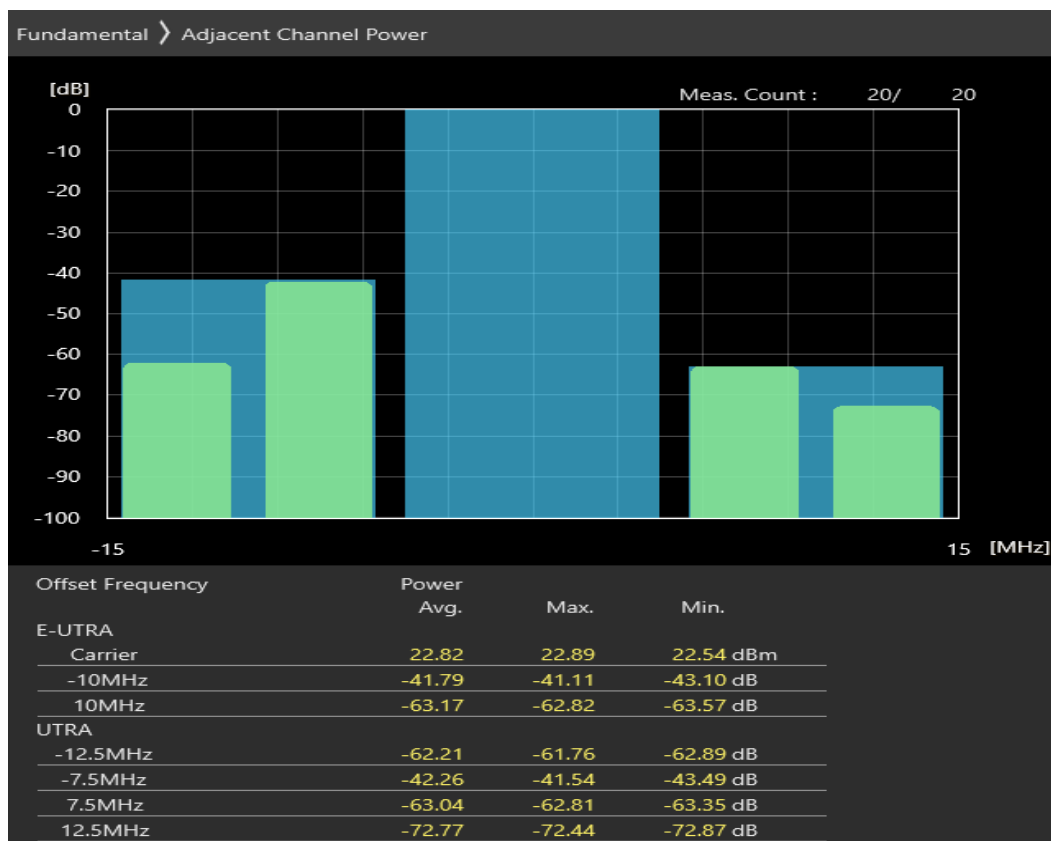 Fundamental 〉 Adjacent Channel Power
[dB]
Meas. Count : 20/ 20
0
-10
-20
-30
-40
-50
-60
-70
-80
-90
-100
-15 15 [MHz]
Offset Frequency Power
Avg. Max. Min.
E-UTRA
Carrier 22.82 22.89 22.54 dBm
-10MHz -41.79 -41.11 -43.10 dB
10MHz -63.17 -62.82 -63.57 dB
UTRA
-12.5MHz -62.21 -61.76 -62.89 dB
-7.5MHz -42.26 -41.54 -43.49 dB
7.5MHz -63.04 -62.81 -63.35 dB
12.5MHz -72.77 -72.44 -72.87 dB